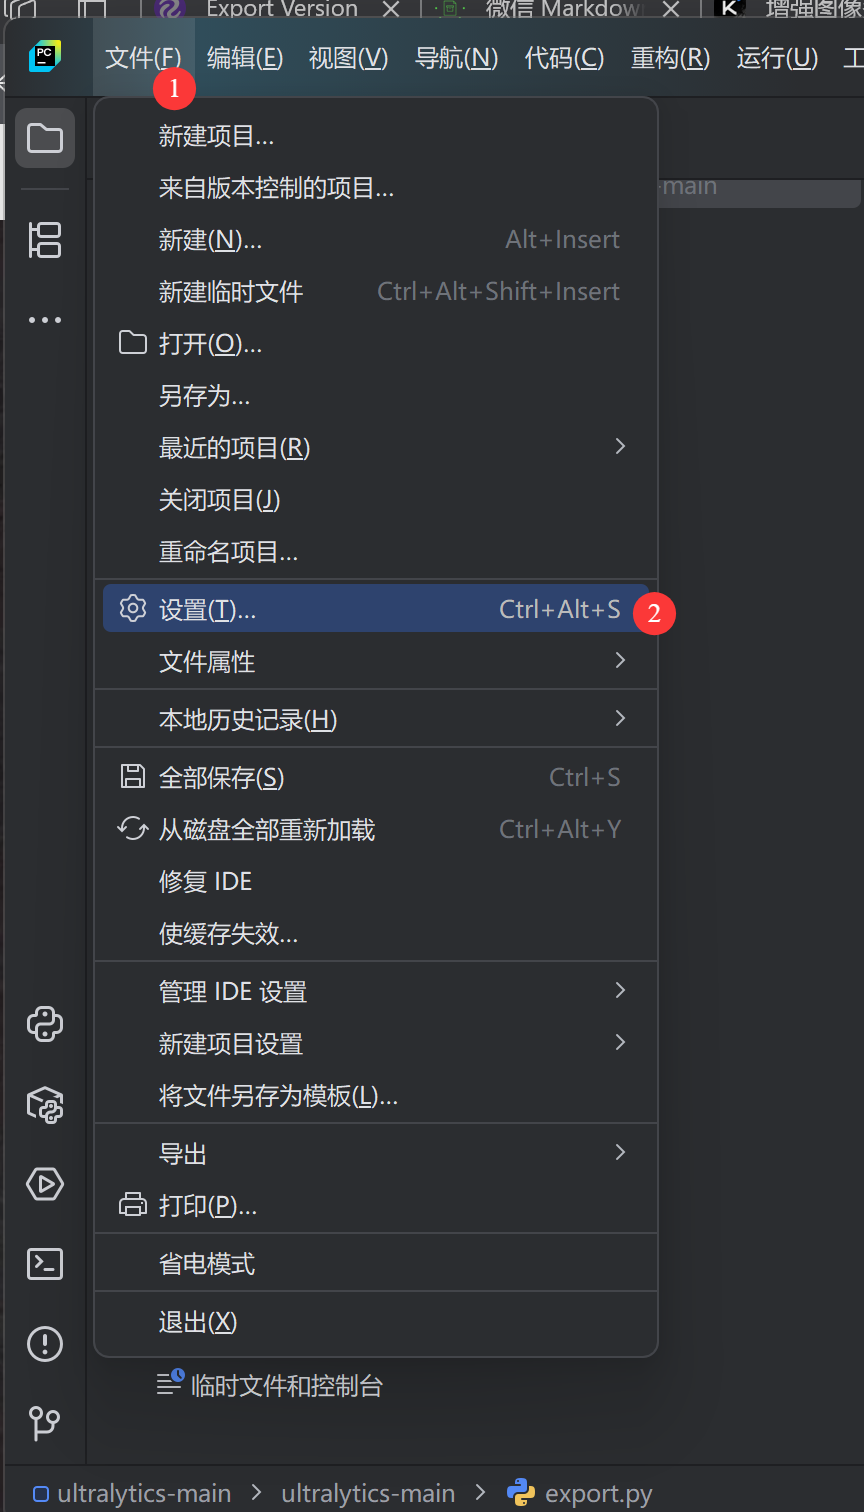 Export Version
微信 Markdown
增强图像
PC
文件(F) 编辑(E) 视图(V) 导航(N) 代码(C) 重构(R) 运行(U) 工
1
新建项目...
来自版本控制的项目...
-main
新建(N)... Alt+Insert
新建临时文件 Ctrl+Alt+Shift+Insert
打开(O)...
另存为...
最近的项目(R)
关闭项目(J)
重命名项目...
设置(T)... Ctrl+Alt+S
2
文件属性
本地历史记录(H)
全部保存(S) Ctrl+S
从磁盘全部重新加载 Ctrl+Alt+Y
修复 IDE
使缓存失效...
管理 IDE 设置
新建项目设置
将文件另存为模板(L)...
导出
打印(P)...
省电模式
退出(X)
临时文件和控制台
ultralytics-main > ultralytics-main > export.py